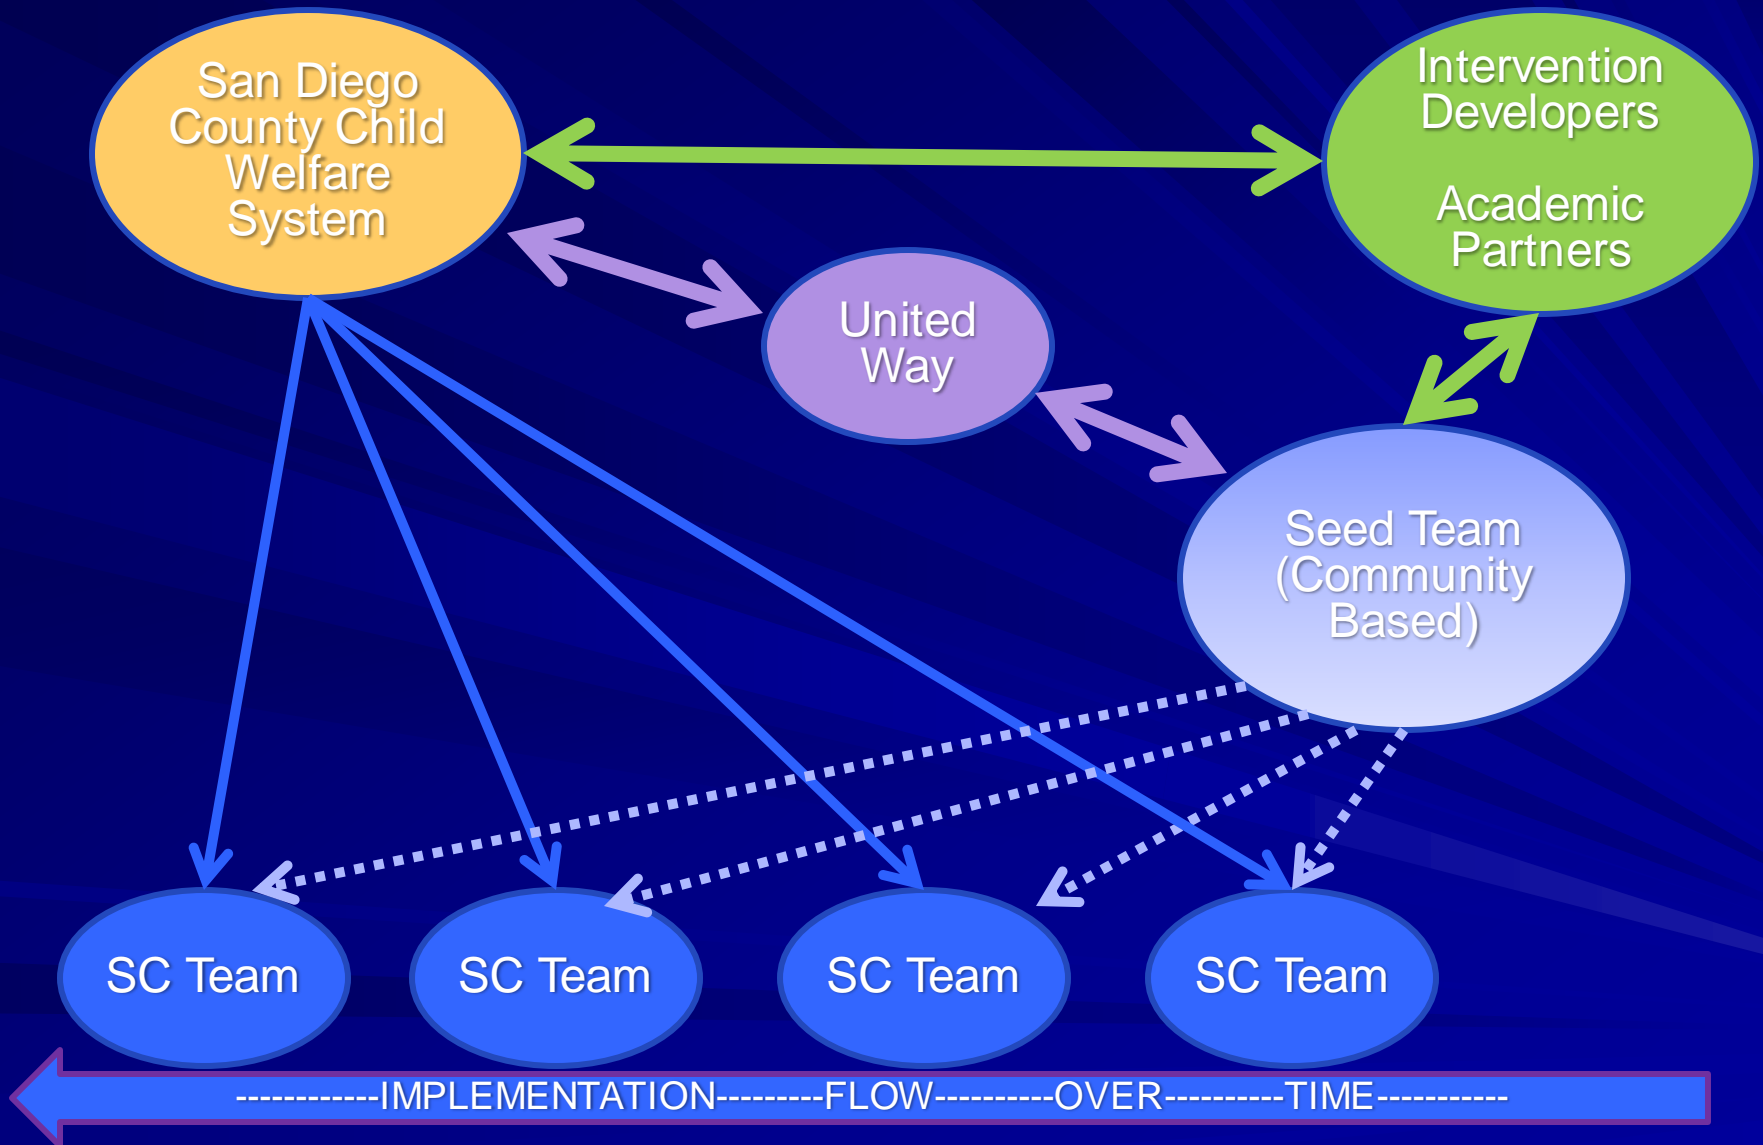 San Diego
County Child
Welfare
System
Intervention
Developers
Academic
Partners
United
Way
Seed Team
(Community
Based)
SC Team
SC Team
SC Team
SC Team
------------IMPLEMENTATION---------FLOW----------OVER----------TIME-----------